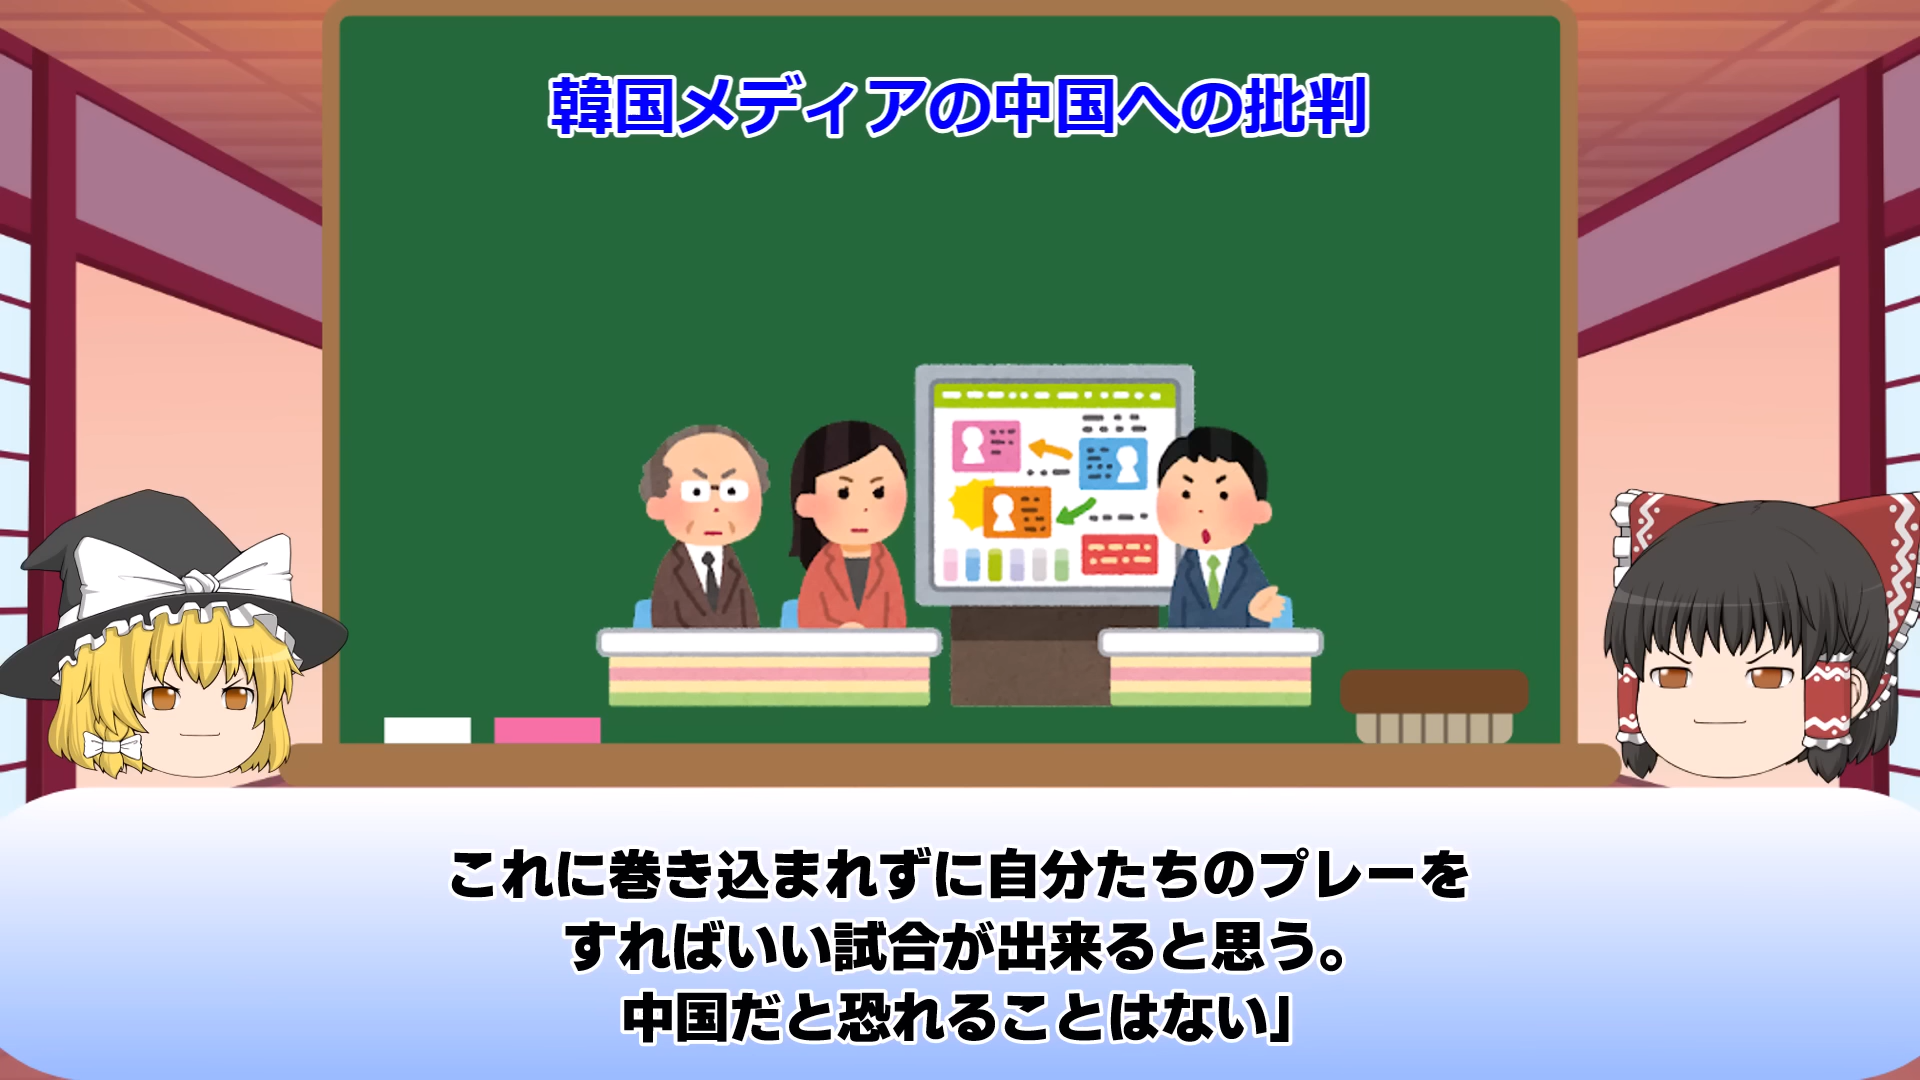 韓国メディアの中国への批判
これに巻き込まれずに自分たちのプレーを
すればいい試合が出来ると思う。
中国だと恐れることはない」